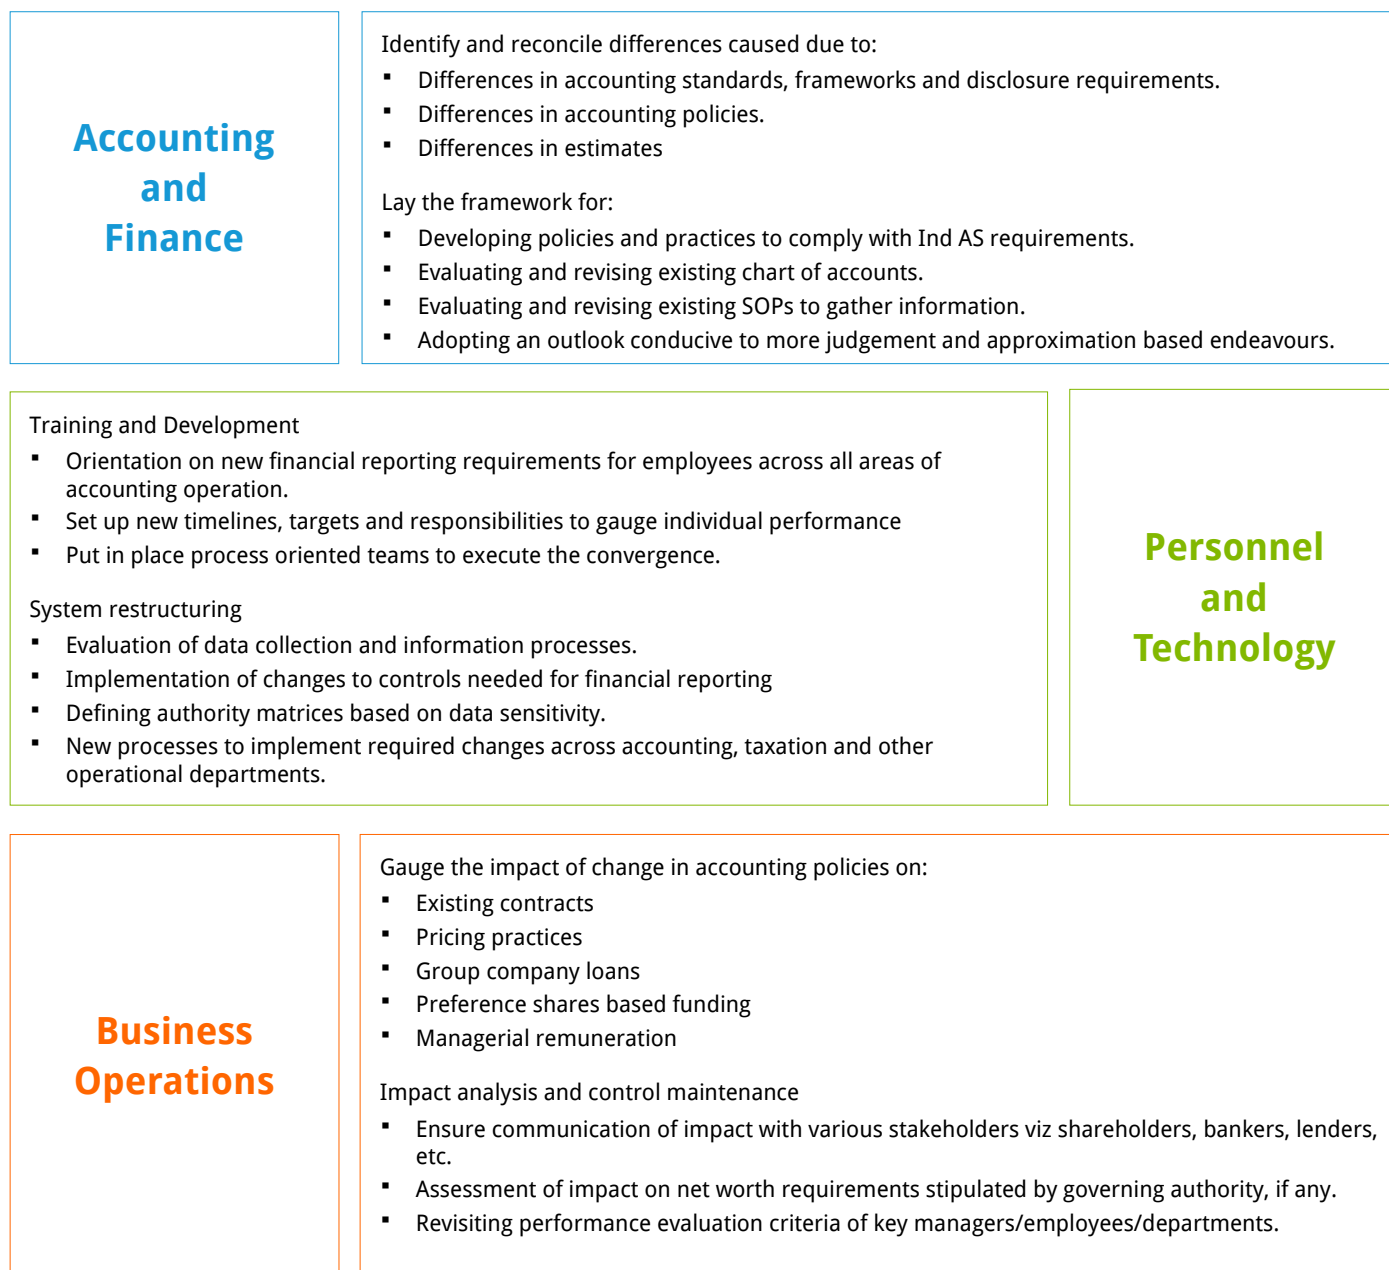 Accounting
and
Finance
Identify and reconcile differences caused due to:
▪ Differences in accounting standards, frameworks and disclosure requirements.
▪ Differences in accounting policies.
▪ Differences in estimates
Lay the framework for:
▪ Developing policies and practices to comply with Ind AS requirements.
▪ Evaluating and revising existing chart of accounts.
▪ Evaluating and revising existing SOPs to gather information.
▪ Adopting an outlook conducive to more judgement and approximation based endeavours.
Training and Development
▪ Orientation on new financial reporting requirements for employees across all areas of
accounting operation.
▪ Set up new timelines, targets and responsibilities to gauge individual performance
▪ Put in place process oriented teams to execute the convergence.
System restructuring
▪ Evaluation of data collection and information processes.
▪ Implementation of changes to controls needed for financial reporting
▪ Defining authority matrices based on data sensitivity.
▪ New processes to implement required changes across accounting, taxation and other
operational departments.
Personnel
and
Technology
Business
Operations
Gauge the impact of change in accounting policies on:
▪ Existing contracts
▪ Pricing practices
▪ Group company loans
▪ Preference shares based funding
▪ Managerial remuneration
Impact analysis and control maintenance
▪ Ensure communication of impact with various stakeholders viz shareholders, bankers, lenders,
etc.
▪ Assessment of impact on net worth requirements stipulated by governing authority, if any.
▪ Revisiting performance evaluation criteria of key managers/employees/departments.